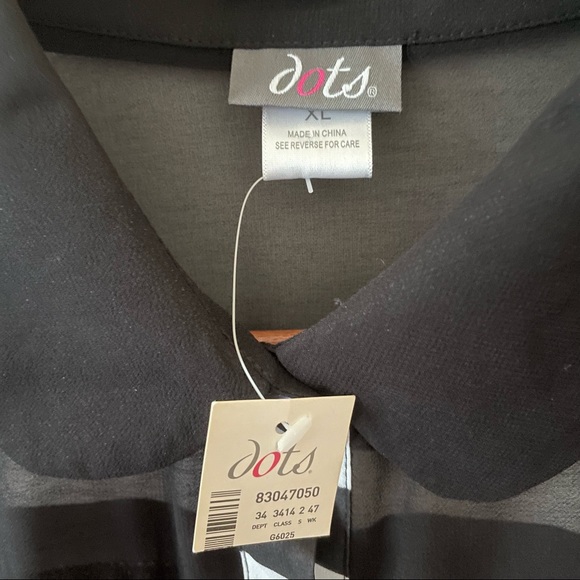 dots®
XL
MADE IN CHINA
SEE REVERSE FOR CARE
dots.
83047050
34 3414 2 47
DEPT CLASS S WK
G6025